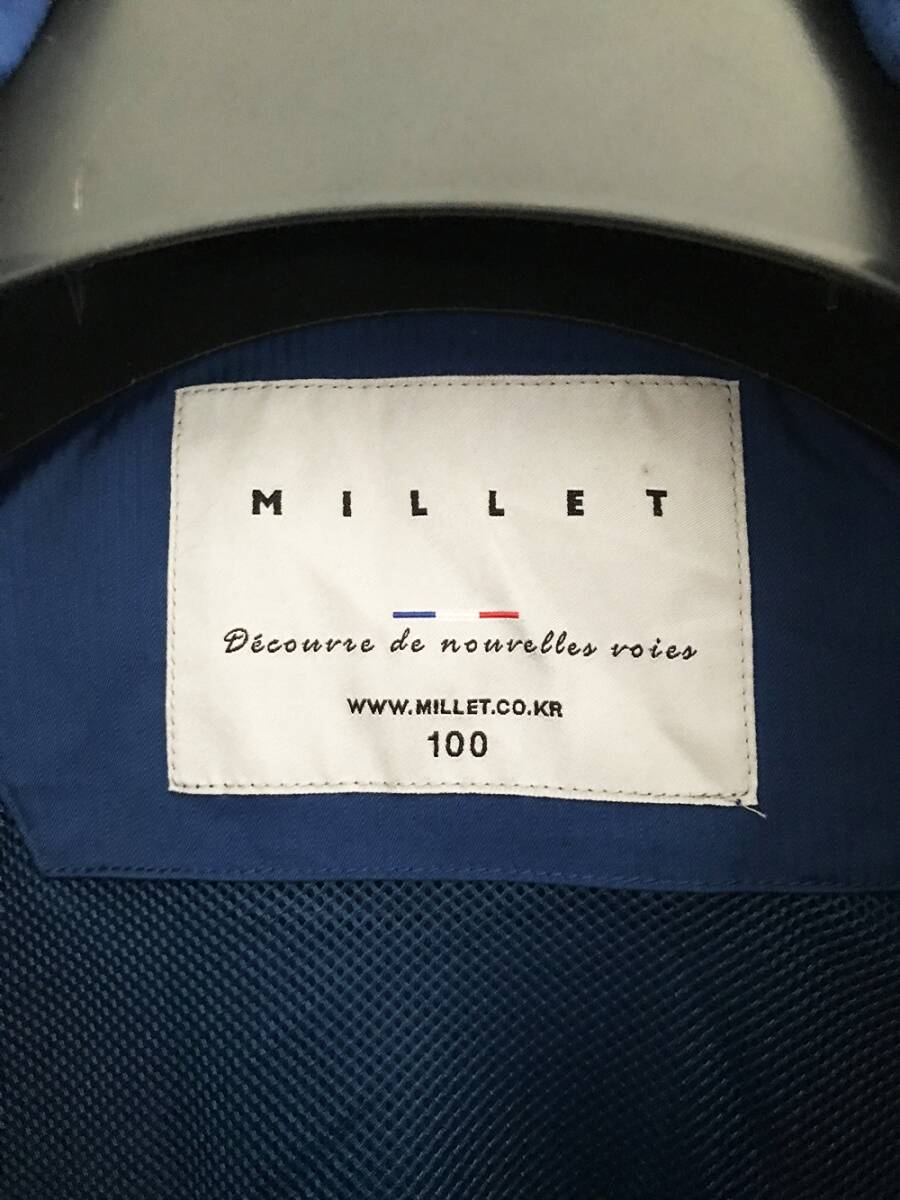 MILLET
Découvre de nouvelles voies
WWW.MILLET.CO.KR
100